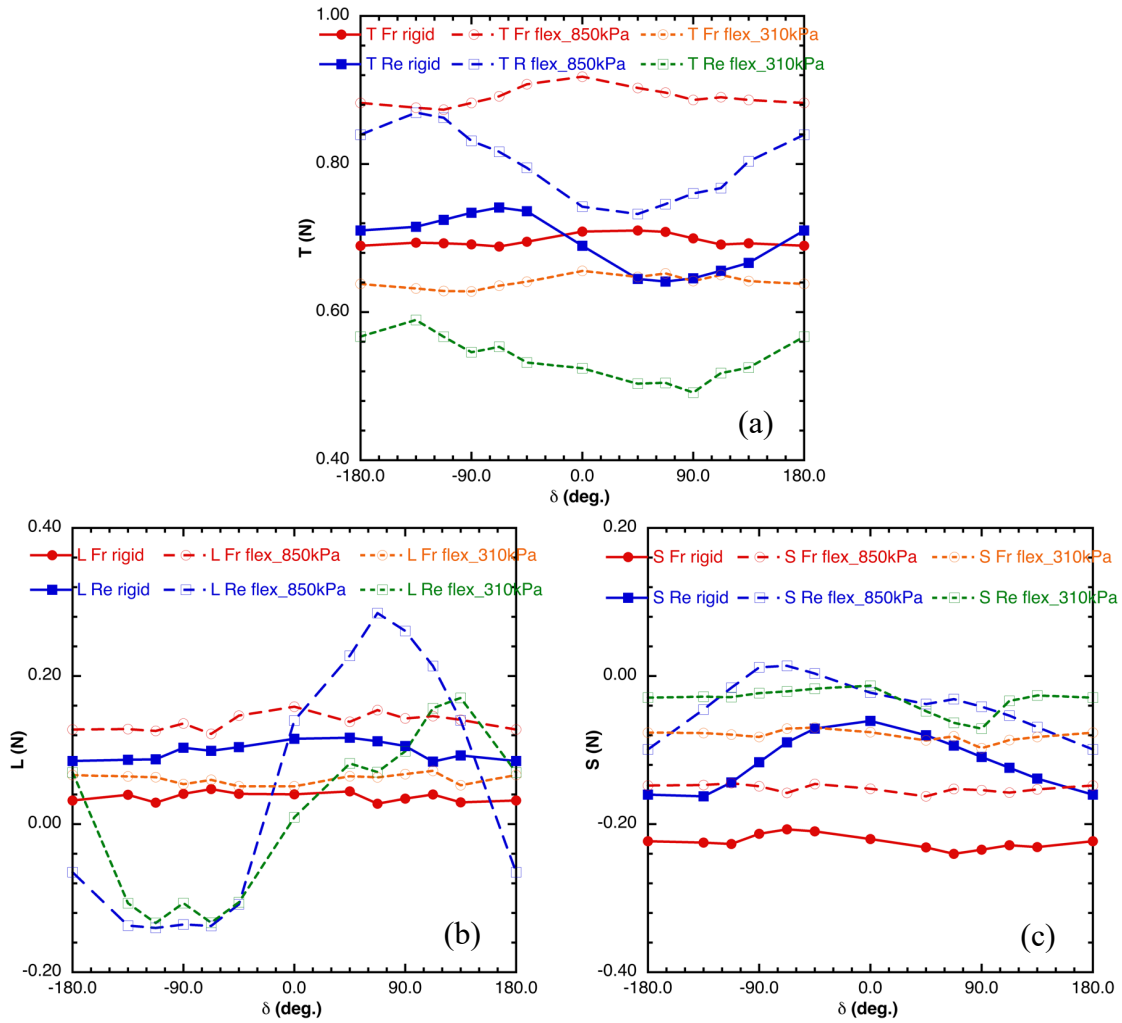 1.00
T Fr rigid T Fr flex_850kPa T Fr flex_310kPa
T Re rigid T R flex_850kPa T Re flex_310kPa
0.80
T (N)
0.60
(a)
0.40
-180.0 -90.0 0.0 90.0 180.0
δ (deg.)
0.40
L Fr rigid L Fr flex_850kPa L Fr flex_310kPa
L Re rigid L Re flex_850kPa L Re flex_310kPa
0.20
L (N)
0.00
(b)
-0.20
-180.0 -90.0 0.0 90.0 180.0
δ (deg.)
0.20
S Fr rigid S Fr flex_850kPa S Fr flex_310kPa
S Re rigid S Re flex_850kPa S Re flex_310kPa
0.00
S (N)
-0.20
(c)
-0.40
-180.0 -90.0 0.0 90.0 180.0
δ (deg.)